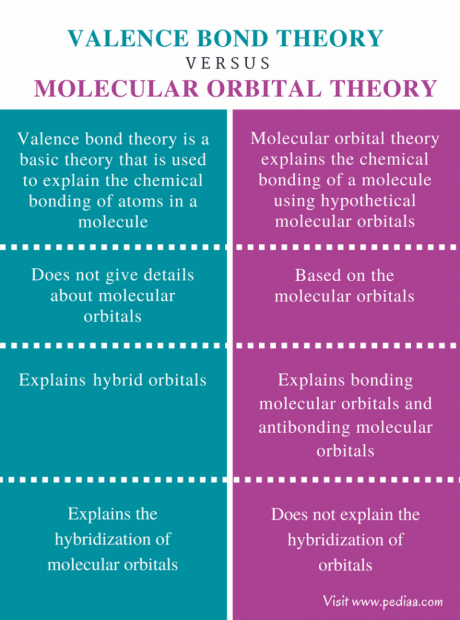 VALENCE BOND THEORY
VERSUS
MOLECULAR ORBITAL THEORY
Valence bond theory is a
basic theory that is used
to explain the chemical
bonding of atoms in a
molecule
Molecular orbital theory
explains the chemical
bonding of a molecule
using hypothetical
molecular orbitals
Does not give details
about molecular
orbitals
Based on the
molecular orbitals
Explains hybrid orbitals
Explains bonding
molecular orbitals and
antibonding molecular
orbitals
Explains the
hybridization of
molecular orbitals
Does not explain the
hybridization of
orbitals
Visit www.pediaa.com